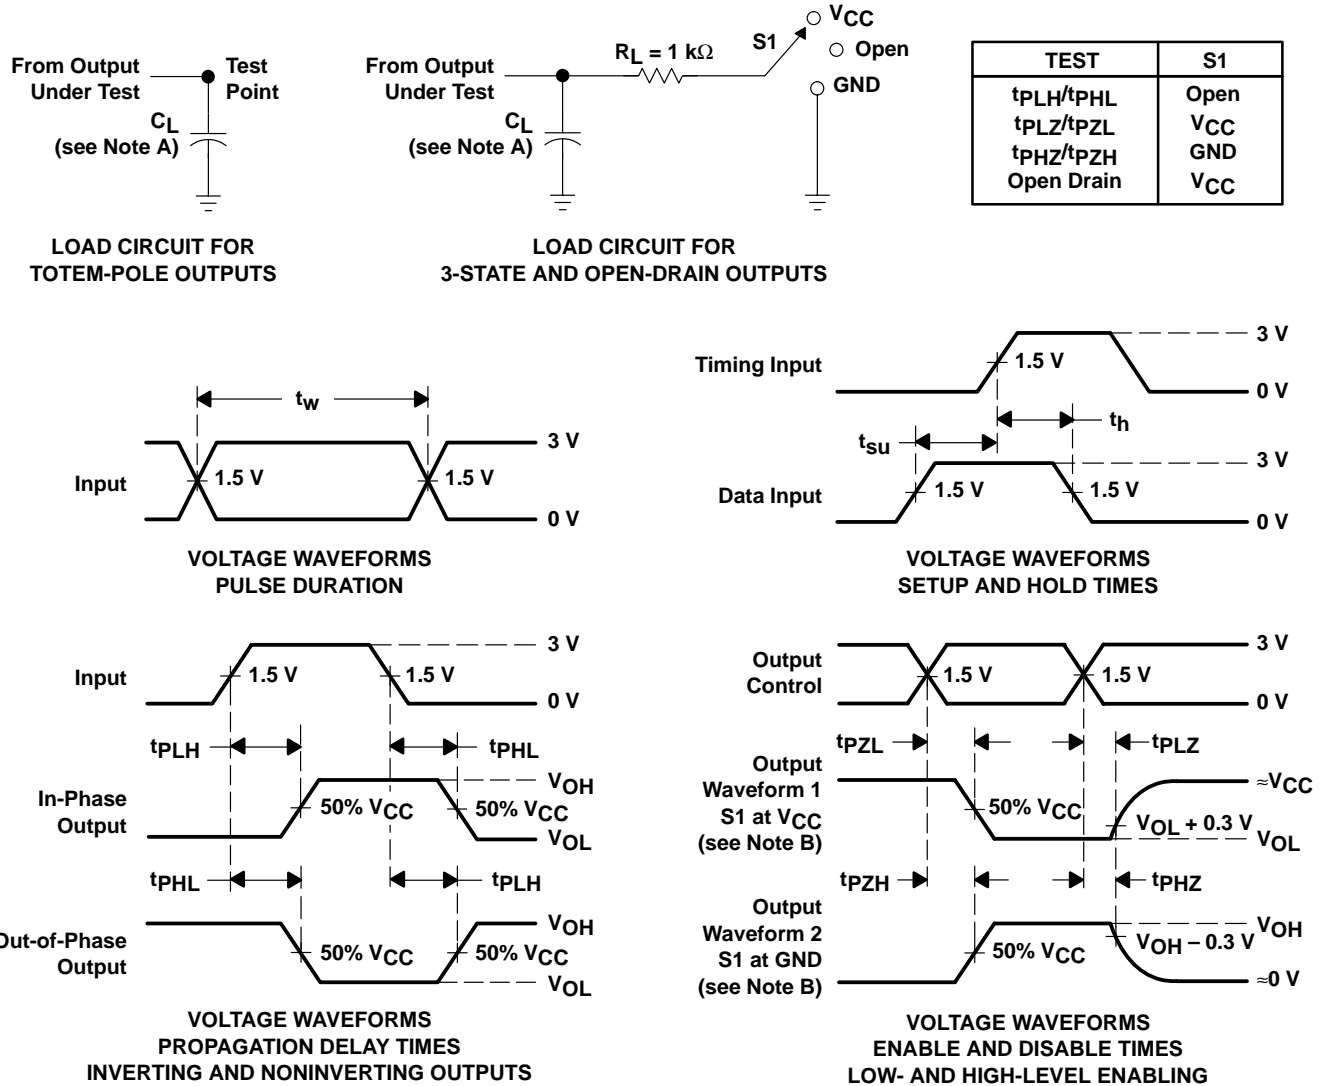 From Output
Under Test
Test
Point
CL
(see Note A)
LOAD CIRCUIT FOR
TOTEM-POLE OUTPUTS
From Output
Under Test
RL = 1 kΩ
S1
VCC
Open
GND
CL
(see Note A)
LOAD CIRCUIT FOR
3-STATE AND OPEN-DRAIN OUTPUTS
TEST S1
tPLH/tPHL Open
tPLZ/tPZL VCC
tPHZ/tPZH GND
Open Drain VCC
tw
Input
1.5 V
1.5 V
3 V
0 V
VOLTAGE WAVEFORMS
PULSE DURATION
Timing Input
1.5 V
3 V
0 V
tsu
th
Data Input
1.5 V
1.5 V
3 V
0 V
VOLTAGE WAVEFORMS
SETUP AND HOLD TIMES
Input
1.5 V
1.5 V
3 V
0 V
tPLH
tPHL
In-Phase
Output
50% VCC
50% VCC
VOH
VOL
tPHL
tPLH
Out-of-Phase
Output
50% VCC
50% VCC
VOH
VOL
VOLTAGE WAVEFORMS
PROPAGATION DELAY TIMES
INVERTING AND NONINVERTING OUTPUTS
Output
Control
1.5 V
1.5 V
3 V
0 V
tPZL
tPLZ
Output
Waveform 1
S1 at VCC
(see Note B)
50% VCC
VOL + 0.3 V
≈VCC
VOL
tPZH
tPHZ
Output
Waveform 2
S1 at GND
(see Note B)
50% VCC
VOH − 0.3 V
VOH
≈0 V
VOLTAGE WAVEFORMS
ENABLE AND DISABLE TIMES
LOW- AND HIGH-LEVEL ENABLING